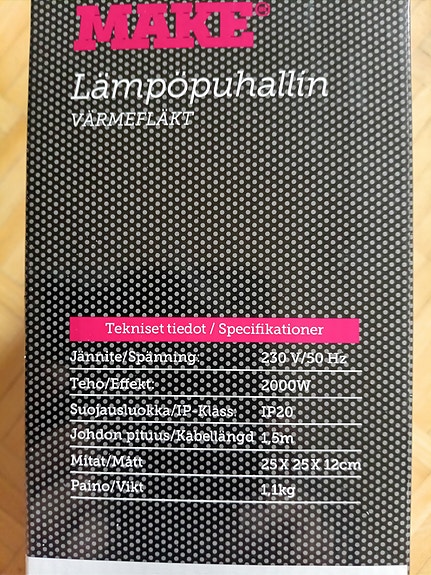 MAKE®
Lämpöpuhallin
VÄRMEFLÄKT
Tekniset tiedot / Specifikationer
Jännite/Spänning: 230 V/50 Hz
Teho/Effekt: 2000W
Suojausluokka/IP-Klass: IP20
Johdon pituus/Kabellängd 1,5m
Mitat/Mått 25 X 25 X 12cm
Paino/Vikt 1,1kg